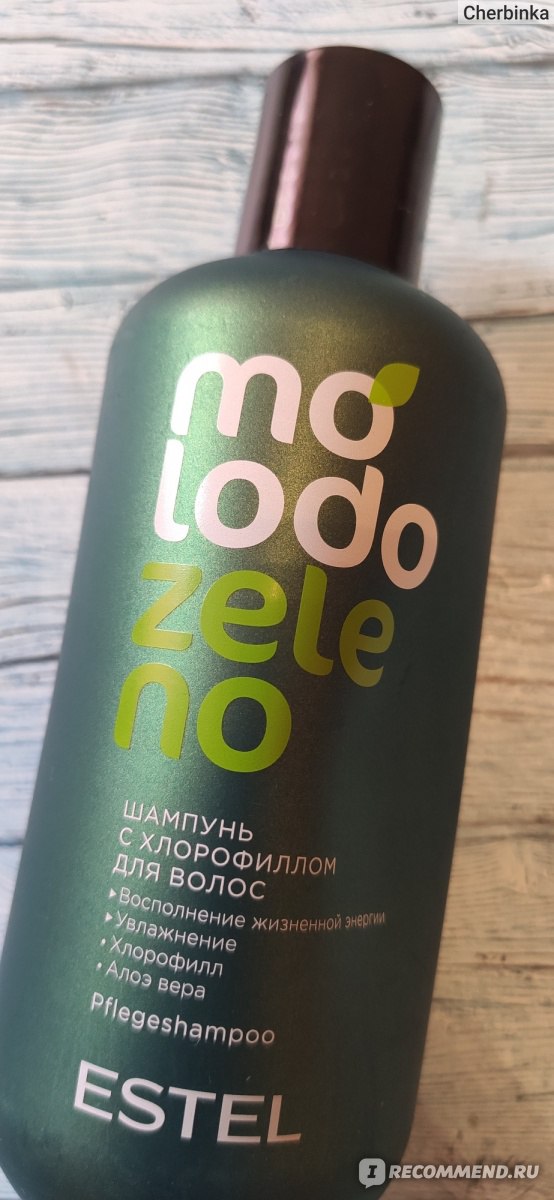 Cherbinka
mo
lodo
zele
no
ШАМПУНЬ
С ХЛОРОФИЛЛОМ
ДЛЯ ВОЛОС
▸Восполнение жизненной энергии
▸Увлажнение
•Хлорофилл
•Алоэ вера
Pflegeshampoo
ESTEL
I RECOMMEND.RU